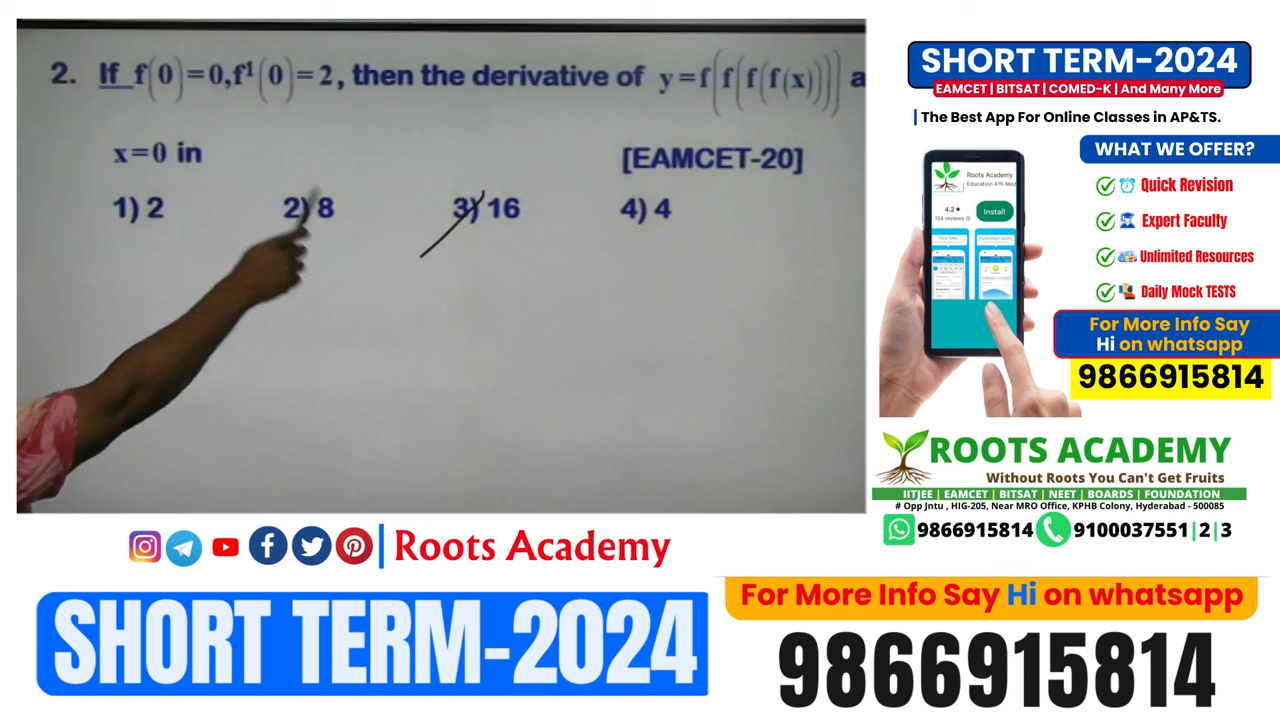 2. If f(0)=0,f¹(0)=2, then the derivative of y=f(f(f(f(x)))) a
x=0 in
[EAMCET-20]
1) 2 2) 8 3) 16 4) 4
SHORT TERM-2024
EAMCET | BITSAT | COMED-K | And Many More
The Best App For Online Classes in AP&TS.
WHAT WE OFFER?
Quick Revision
Expert Faculty
Unlimited Resources
Daily Mock TESTS
Roots Academy
Education
4.2★
Install
For More Info Say
Hi on whatsapp
9866915814
ROOTS ACADEMY
Without Roots You Can't Get Fruits
IITJEE | EAMCET | BITSAT | NEET | BOARDS | FOUNDATION
# Opp Jntu , HIG-205, Near MRO Office, KPHB Colony, Hyderabad - 500085
9866915814 9100037551|2|3
Roots Academy
SHORT TERM-2024
For More Info Say Hi on whatsapp
9866915814